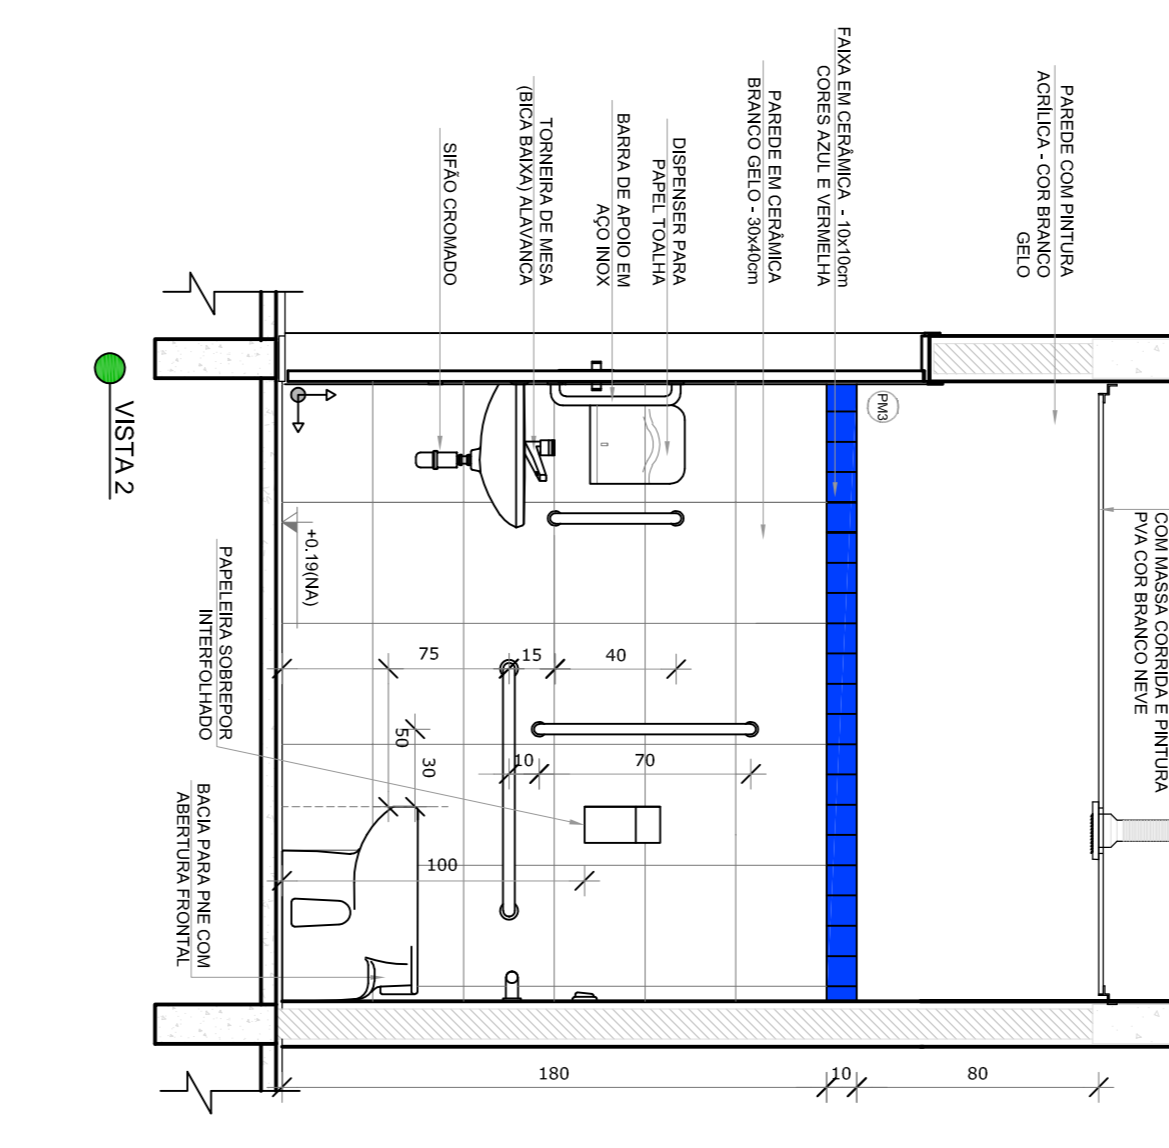 PAREDE COM PINTURA
ACRÍLICA - COR BRANCO
GELO
FAIXA EM CERÂMICA - 10x10cm
CORES AZUL E VERMELHA
PAREDE EM CERÂMICA
BRANCO GELO - 30x40cm
DISPENSER PARA
PAPEL TOALHA
BARRA DE APOIO EM
AÇO INOX
TORNEIRA DE MESA
(BICA BAIXA) ALAVANCA
SIFÃO CROMADO
COM MASSA CORRIDA E PINTURA
PVA COR BRANCO NEVE
PM3
+0.19(NA)
75
15
40
50
30
10
70
100
PAPELEIRA SOBREPOR
INTERFOLHADO
BACIA PARA PNE COM
ABERTURA FRONTAL
180
10
80
VISTA 2